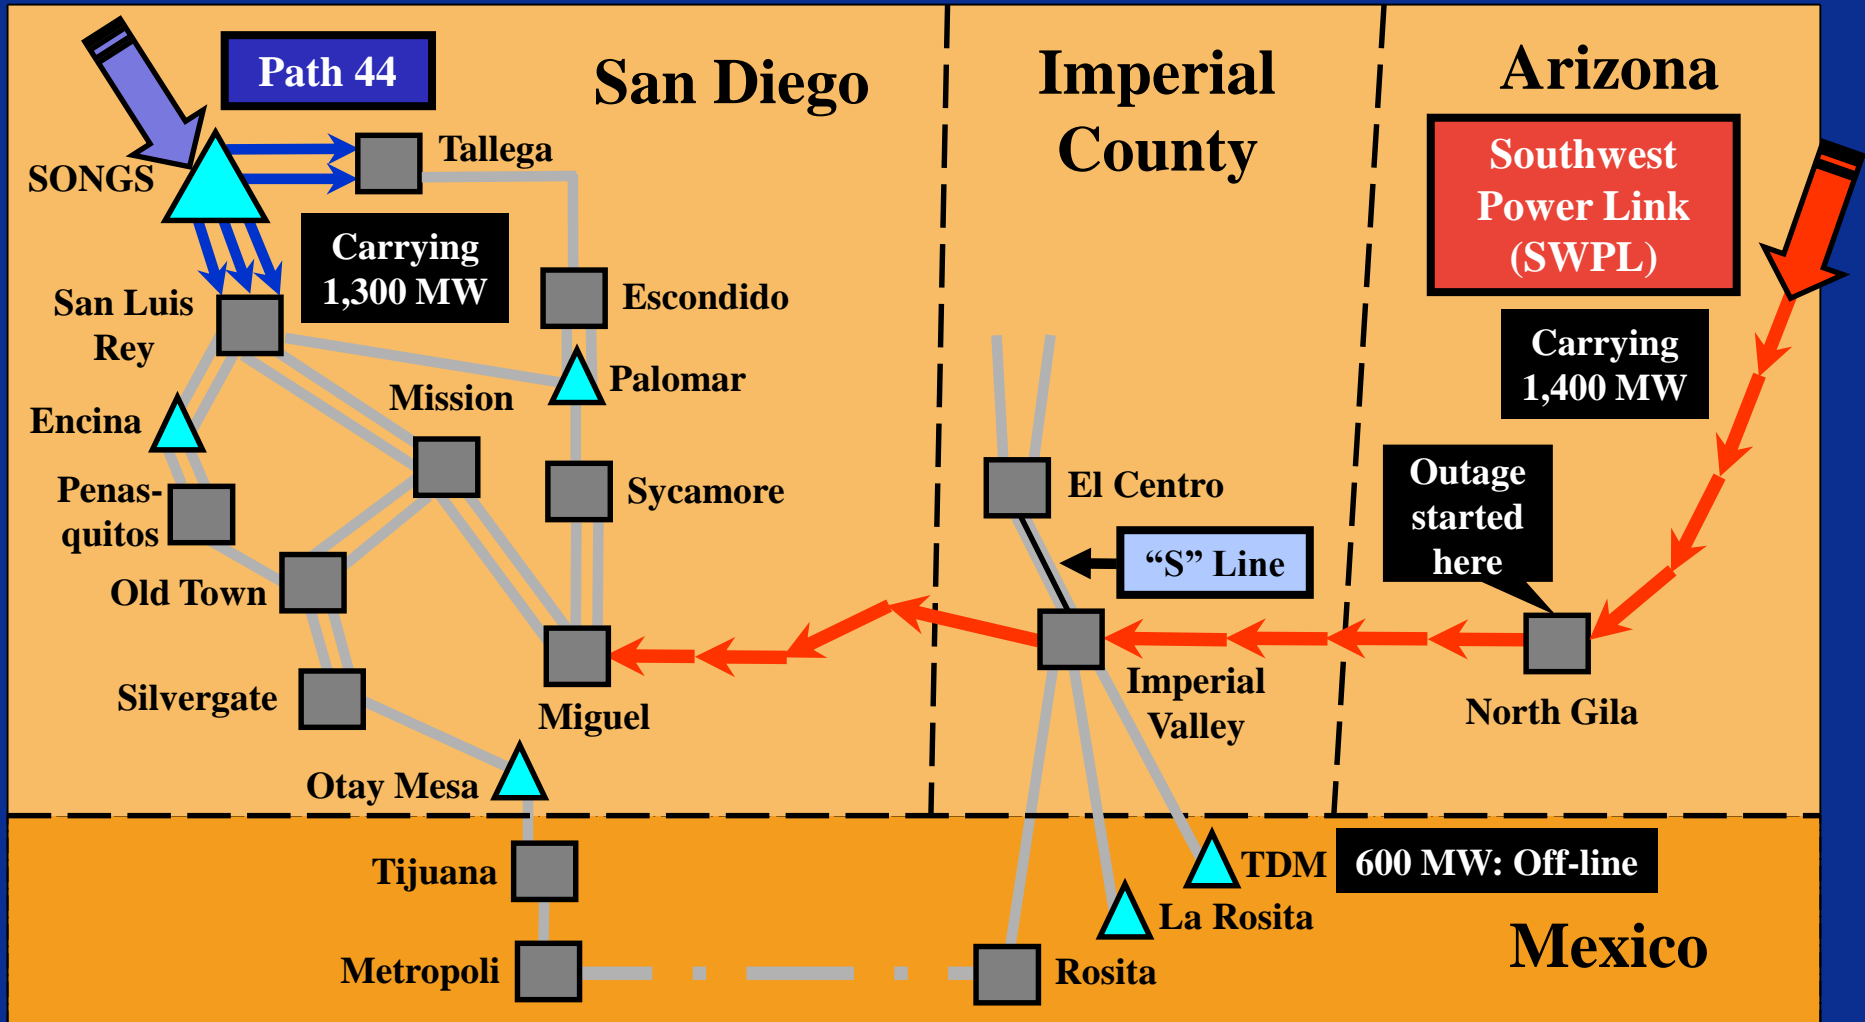 Path 44
San Diego
Imperial
County
Arizona
Southwest
Power Link
(SWPL)
Tallega
SONGS
Carrying
1,300 MW
San Luis
Rey
Escondido
Carrying
1,400 MW
Palomar
Mission
Encina
Penas-
quitos
Sycamore
El Centro
Outage
started
here
"S" Line
Old Town
Silvergate
Miguel
Imperial
Valley
North Gila
Otay Mesa
Tijuana
TDM
600 MW: Off-line
La Rosita
Mexico
Metropoli
Rosita